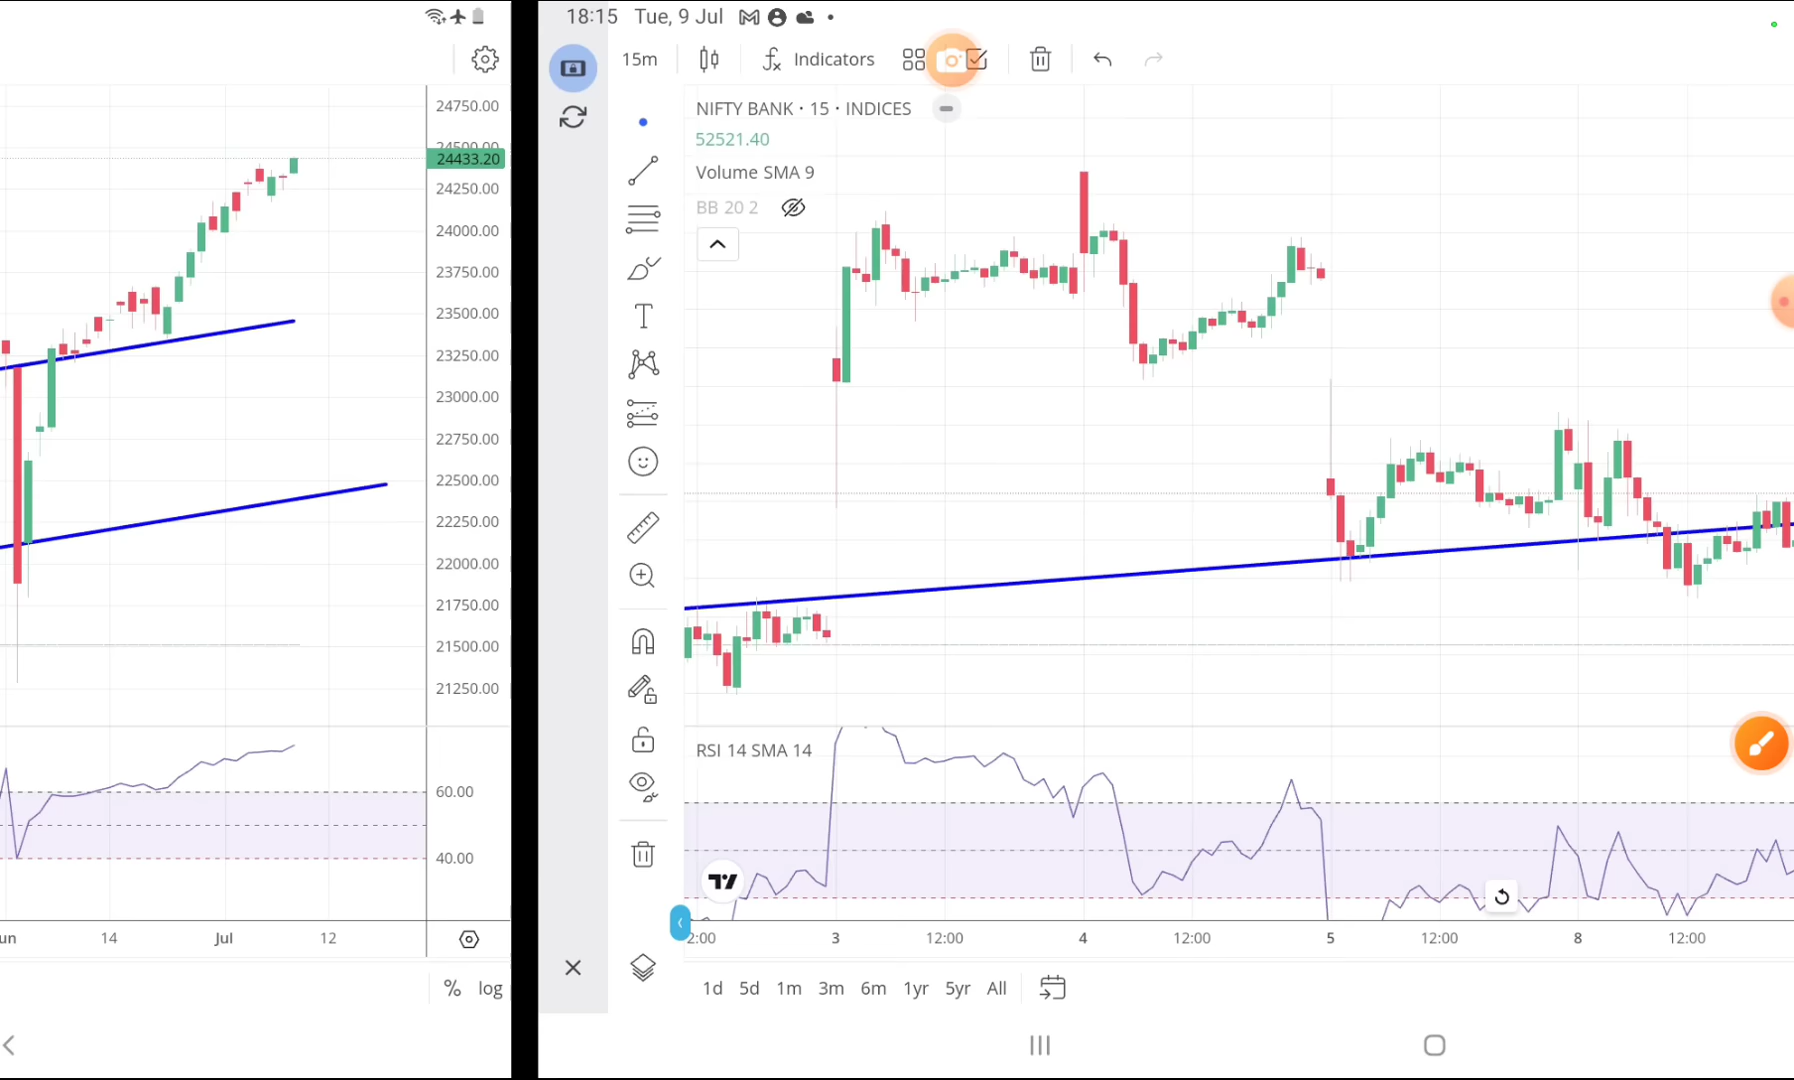 24750.00
24500.00
24433.20
24250.00
24000.00
23750.00
23500.00
23250.00
23000.00
22750.00
22500.00
22250.00
22000.00
21750.00
21500.00
21250.00
60.00
40.00
un 14 Jul 12
% log
18:15 Tue, 9 Jul
15m Indicators
NIFTY BANK · 15 · INDICES
52521.40
Volume SMA 9
BB 20 2
RSI 14 SMA 14
2:00 3 12:00 4 12:00 5 12:00 8 12:00
1d 5d 1m 3m 6m 1yr 5yr All